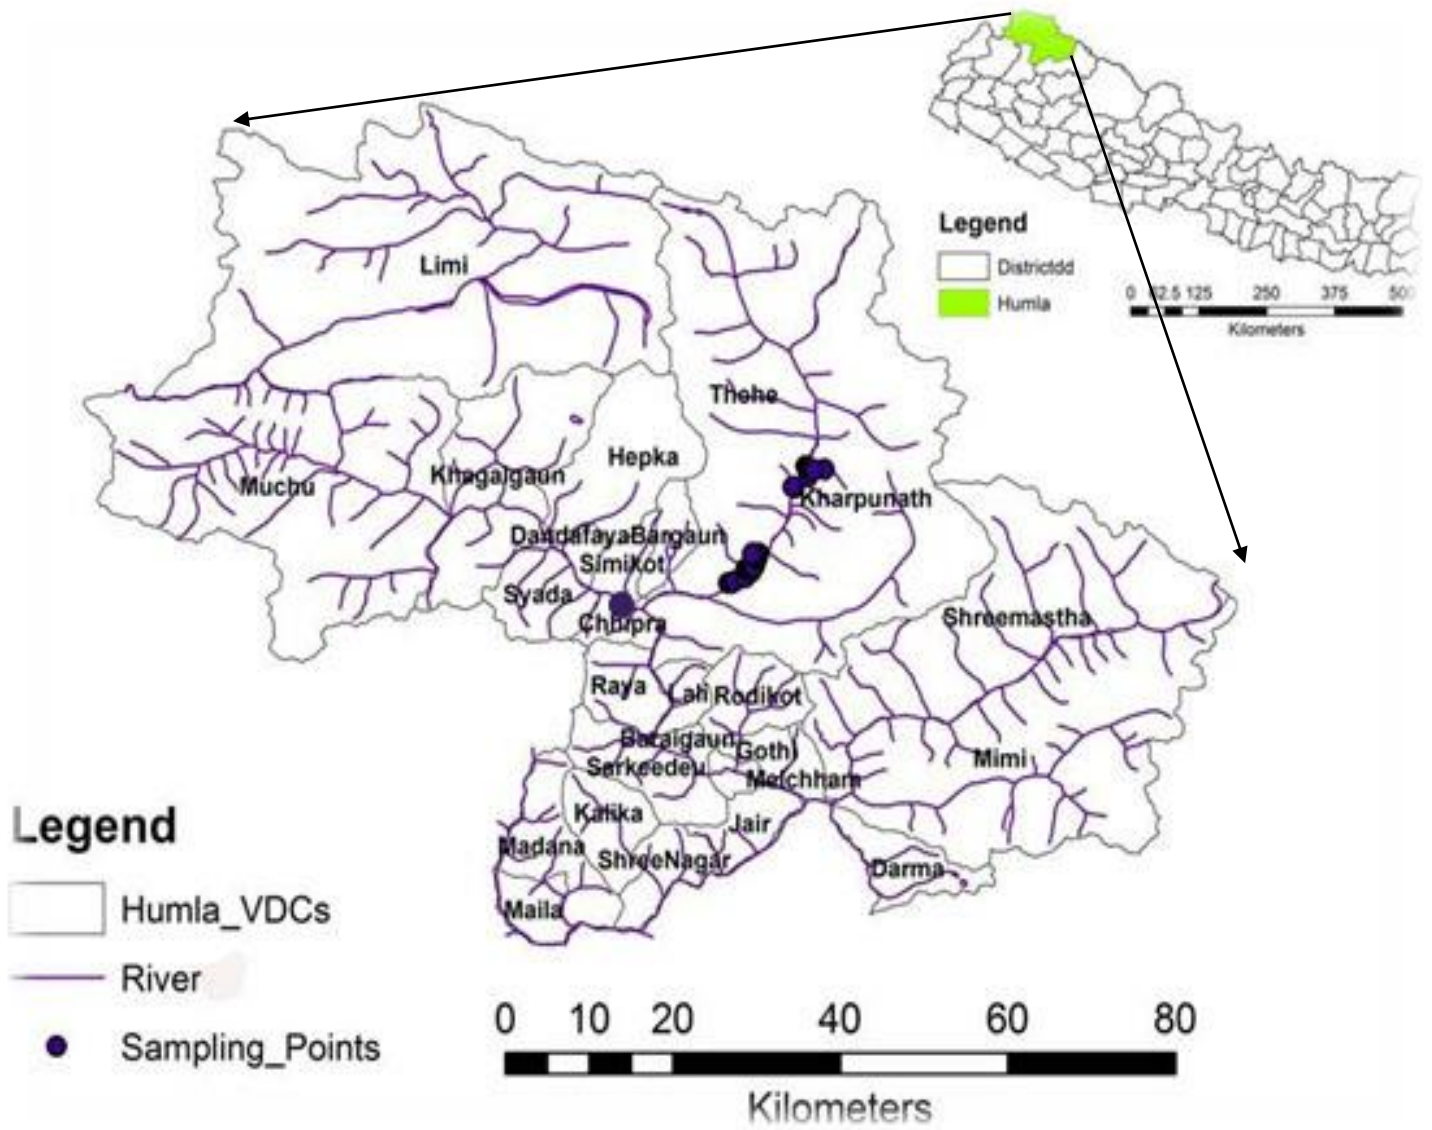 Legend
Districtdd
Humla
0 62.5 125 250 375 500
Kilometers
Limi
Thehe
Hepka
Khagalgaun
Muchu
Kharpunath
DandafayaBargaun
Simikot
Syada
Chhipra
Shreemastha
Raya
Lali
Rodikot
Baraigaun
Gothi
Sarkeedeu
Melchham
Mimi
Kalika
Jair
Madana
ShreeNagar
Darma
Maila
Legend
Humla_VDCs
River
Sampling_Points
0 10 20 40 60 80
Kilometers